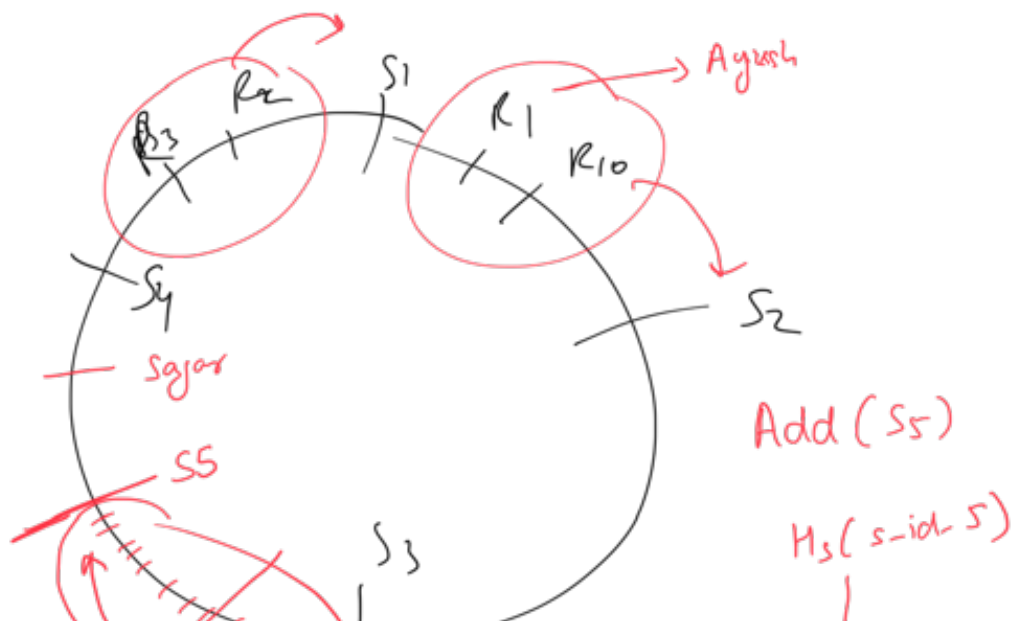 S1
Ayush
R1
R10
R2
R3
S4
S2
Sagar
Add (S5)
S5
Hs(s-id-5)
S3